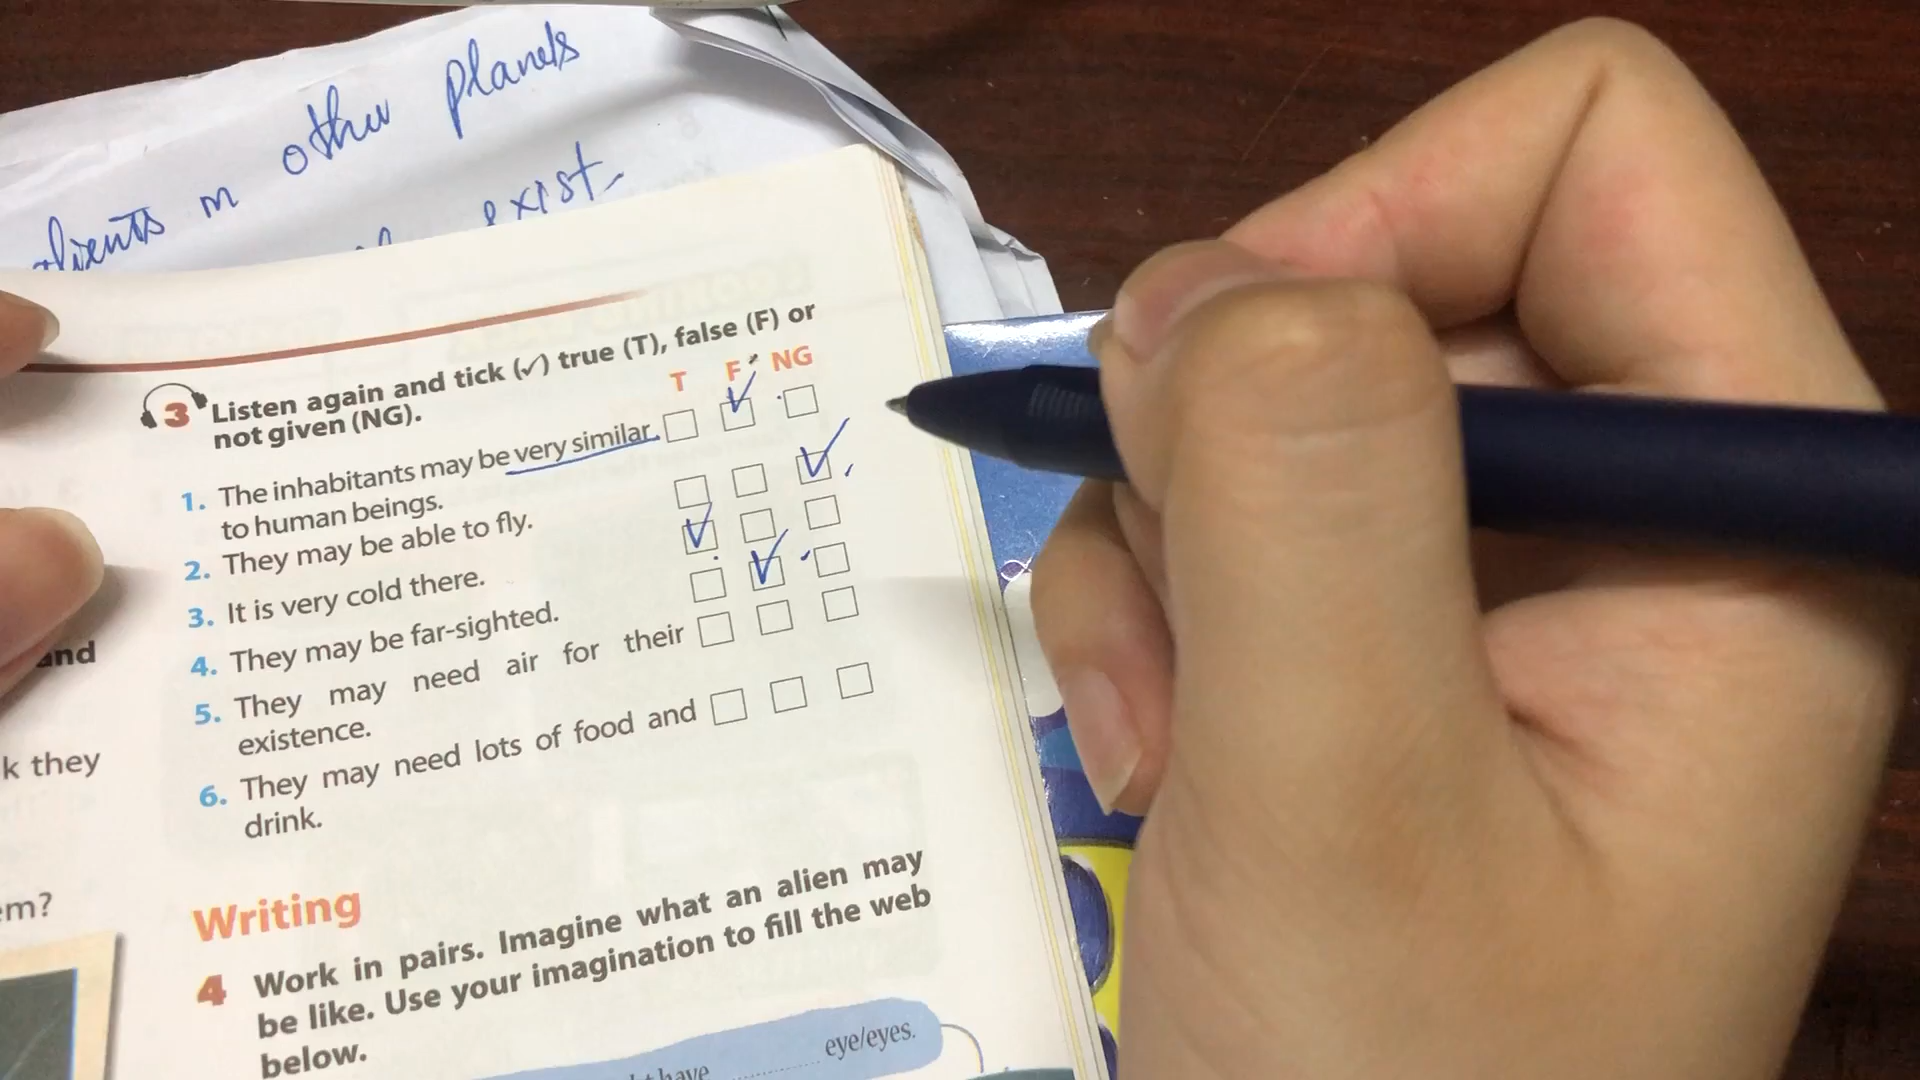 other planets
in
exist
3 Listen again and tick (✓) true (T), false (F) or
not given (NG).
T F NG
1. The inhabitants may be very similar
to human beings.
2. They may be able to fly.
3. It is very cold there.
4. They may be far-sighted.
5. They may need air for their
existence.
6. They may need lots of food and
drink.
and
k they
em?
Writing
4 Work in pairs. Imagine what an alien may
be like. Use your imagination to fill the web
below.
have ............ eye/eyes.